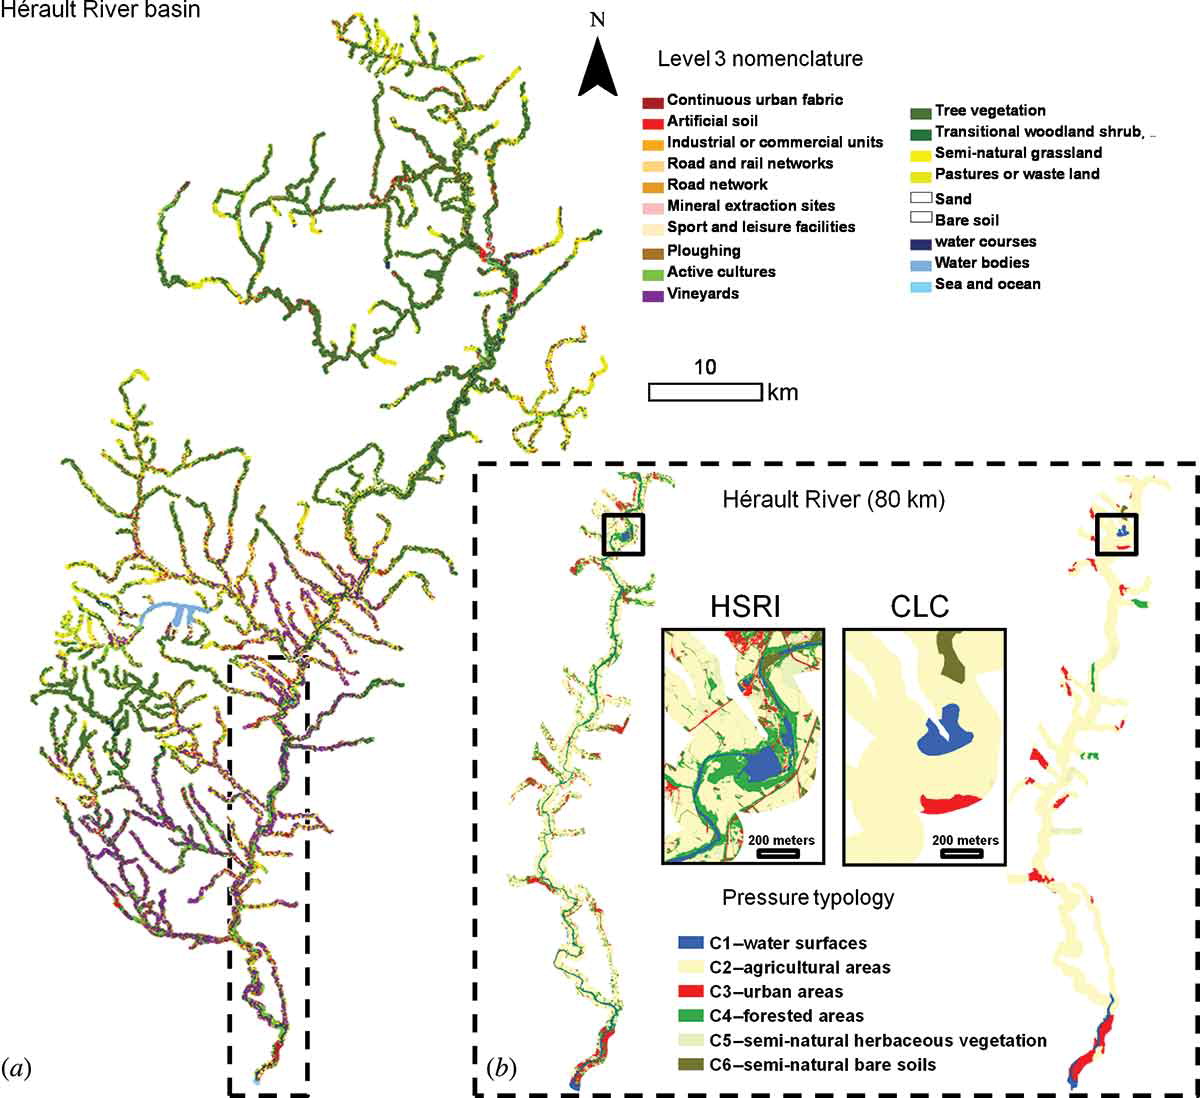 Hérault River basin
N
Level 3 nomenclature
Continuous urban fabric
Artificial soil
Industrial or commercial units
Road and rail networks
Road network
Mineral extraction sites
Sport and leisure facilities
Ploughing
Active cultures
Vineyards
Tree vegetation
Transitional woodland shrub, ..
Semi-natural grassland
Pastures or waste land
Sand
Bare soil
water courses
Water bodies
Sea and ocean
10
km
Hérault River (80 km)
HSRI
CLC
200 meters
200 meters
Pressure typology
C1–water surfaces
C2–agricultural areas
C3–urban areas
C4–forested areas
C5–semi-natural herbaceous vegetation
C6–semi-natural bare soils
(a)
(b)